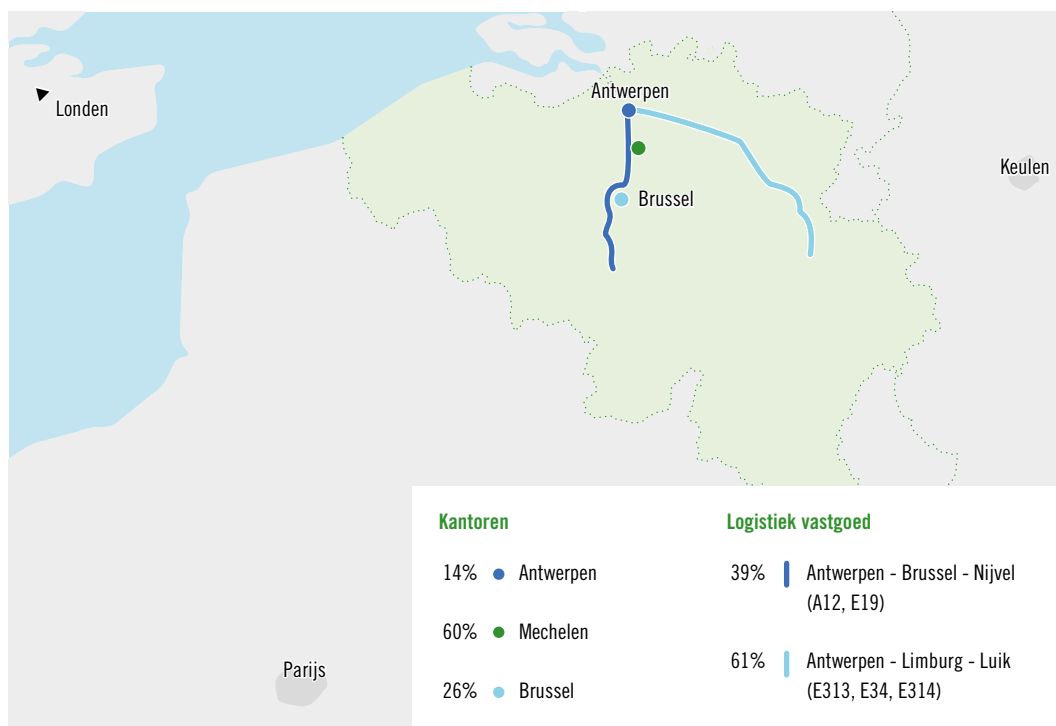 Antwerpen
Londen
Keulen
Brussel
Parijs
Kantoren
14% Antwerpen
60% Mechelen
26% Brussel
Logistiek vastgoed
39% Antwerpen - Brussel - Nijvel
(A12, E19)
61% Antwerpen - Limburg - Luik
(E313, E34, E314)